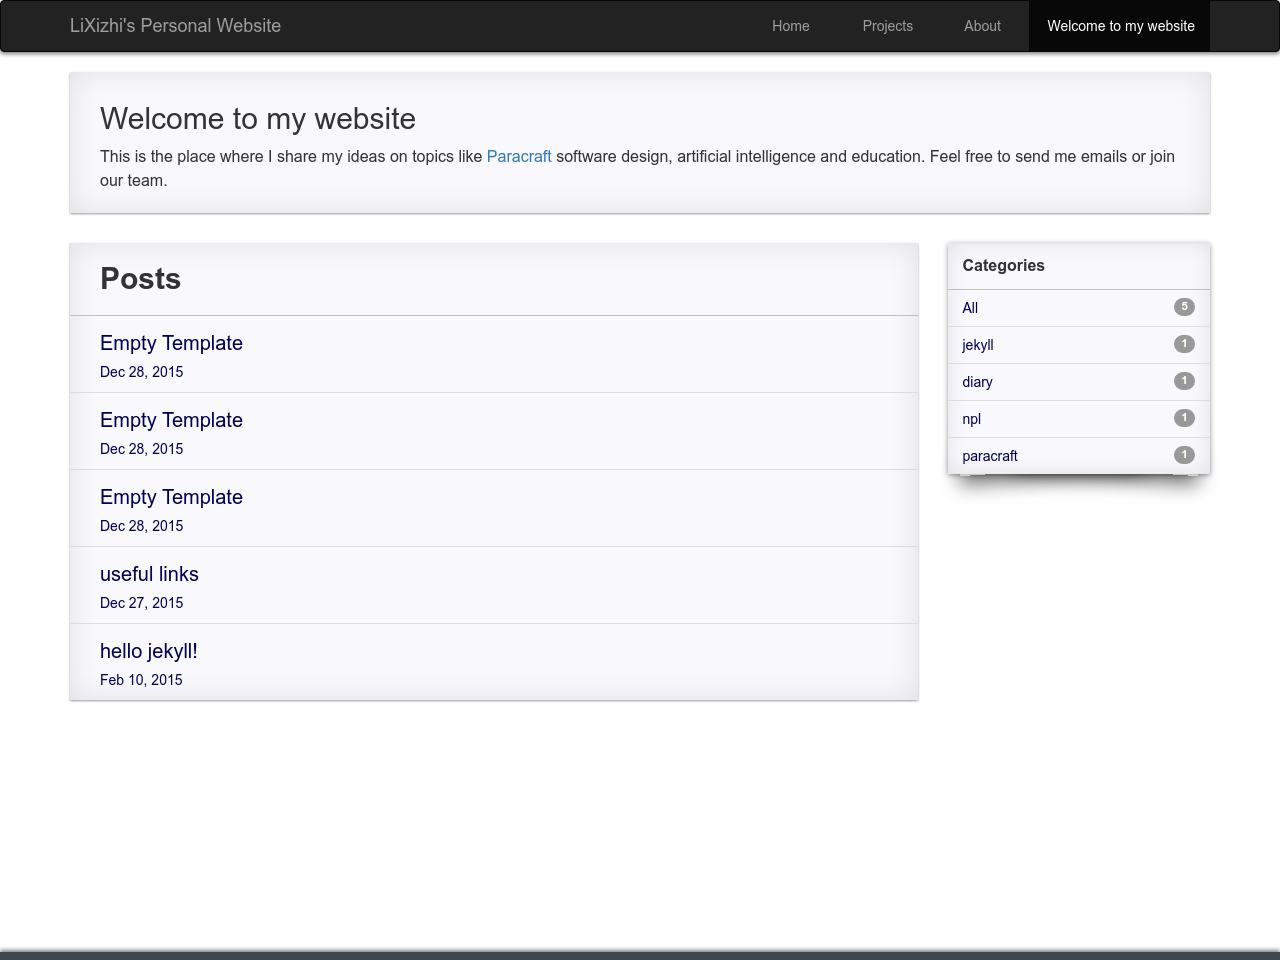 LiXizhi's Personal Website
Home
Projects
About
Welcome to my website
Welcome to my website
This is the place where I share my ideas on topics like Paracraft software design, artificial intelligence and education. Feel free to send me emails or join
our team.
Posts
Empty Template
Dec 28, 2015
Empty Template
Dec 28, 2015
Empty Template
Dec 28, 2015
useful links
Dec 27, 2015
hello jekyll!
Feb 10, 2015
Categories
All 5
jekyll 1
diary 1
npl 1
paracraft 1